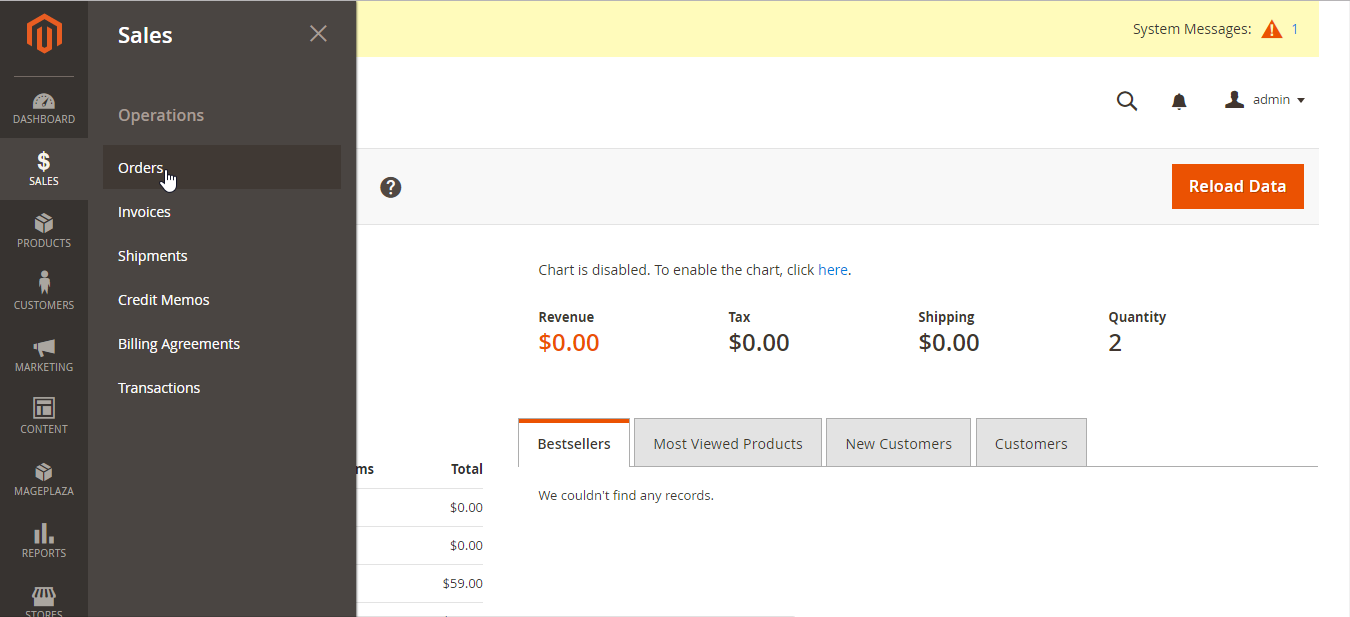 DASHBOARD
SALES
PRODUCTS
CUSTOMERS
MARKETING
CONTENT
MAGEPLAZA
REPORTS
STORES
Sales
Operations
Orders
Invoices
Shipments
Credit Memos
Billing Agreements
Transactions
System Messages: 1
admin
?
Reload Data
Chart is disabled. To enable the chart, click here.
Revenue Tax Shipping Quantity
$0.00 $0.00 $0.00 2
Bestsellers Most Viewed Products New Customers Customers
We couldn't find any records.
ms Total
$0.00
$0.00
$59.00